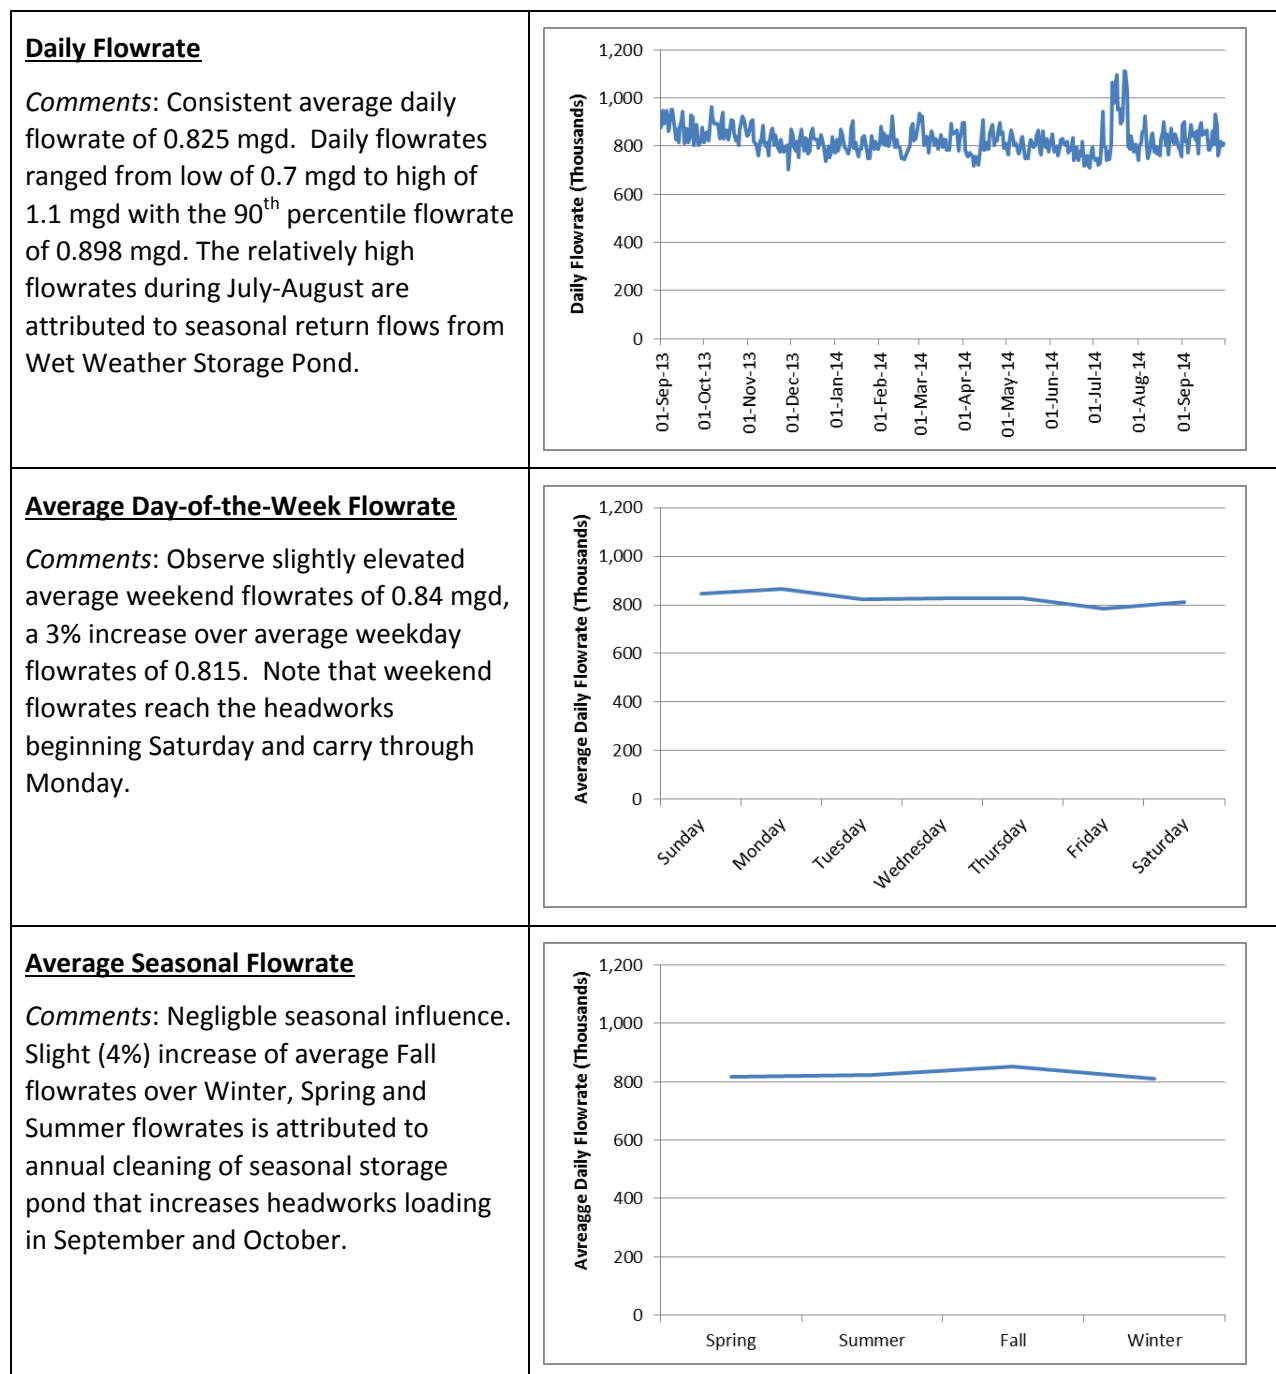 Daily Flowrate
Comments: Consistent average daily
flowrate of 0.825 mgd.  Daily flowrates
ranged from low of 0.7 mgd to high of
1.1 mgd with the 90th percentile flowrate
of 0.898 mgd. The relatively high
flowrates during July-August are
attributed to seasonal return flows from
Wet Weather Storage Pond.
Daily Flowrate (Thousands)
1,200
1,000
800
600
400
200
0
01-Sep-13
01-Oct-13
01-Nov-13
01-Dec-13
01-Jan-14
01-Feb-14
01-Mar-14
01-Apr-14
01-May-14
01-Jun-14
01-Jul-14
01-Aug-14
01-Sep-14
Average Day-of-the-Week Flowrate
Comments: Observe slightly elevated
average weekend flowrates of 0.84 mgd,
a 3% increase over average weekday
flowrates of 0.815.  Note that weekend
flowrates reach the headworks
beginning Saturday and carry through
Monday.
Average Daily Flowrate (Thousands)
1,200
1,000
800
600
400
200
0
Sunday
Monday
Tuesday
Wednesday
Thursday
Friday
Saturday
Average Seasonal Flowrate
Comments: Negligble seasonal influence.
Slight (4%) increase of average Fall
flowrates over Winter, Spring and
Summer flowrates is attributed to
annual cleaning of seasonal storage
pond that increases headworks loading
in September and October.
Avreagge Daily Flowrate (Thousands)
1,200
1,000
800
600
400
200
0
Spring
Summer
Fall
Winter